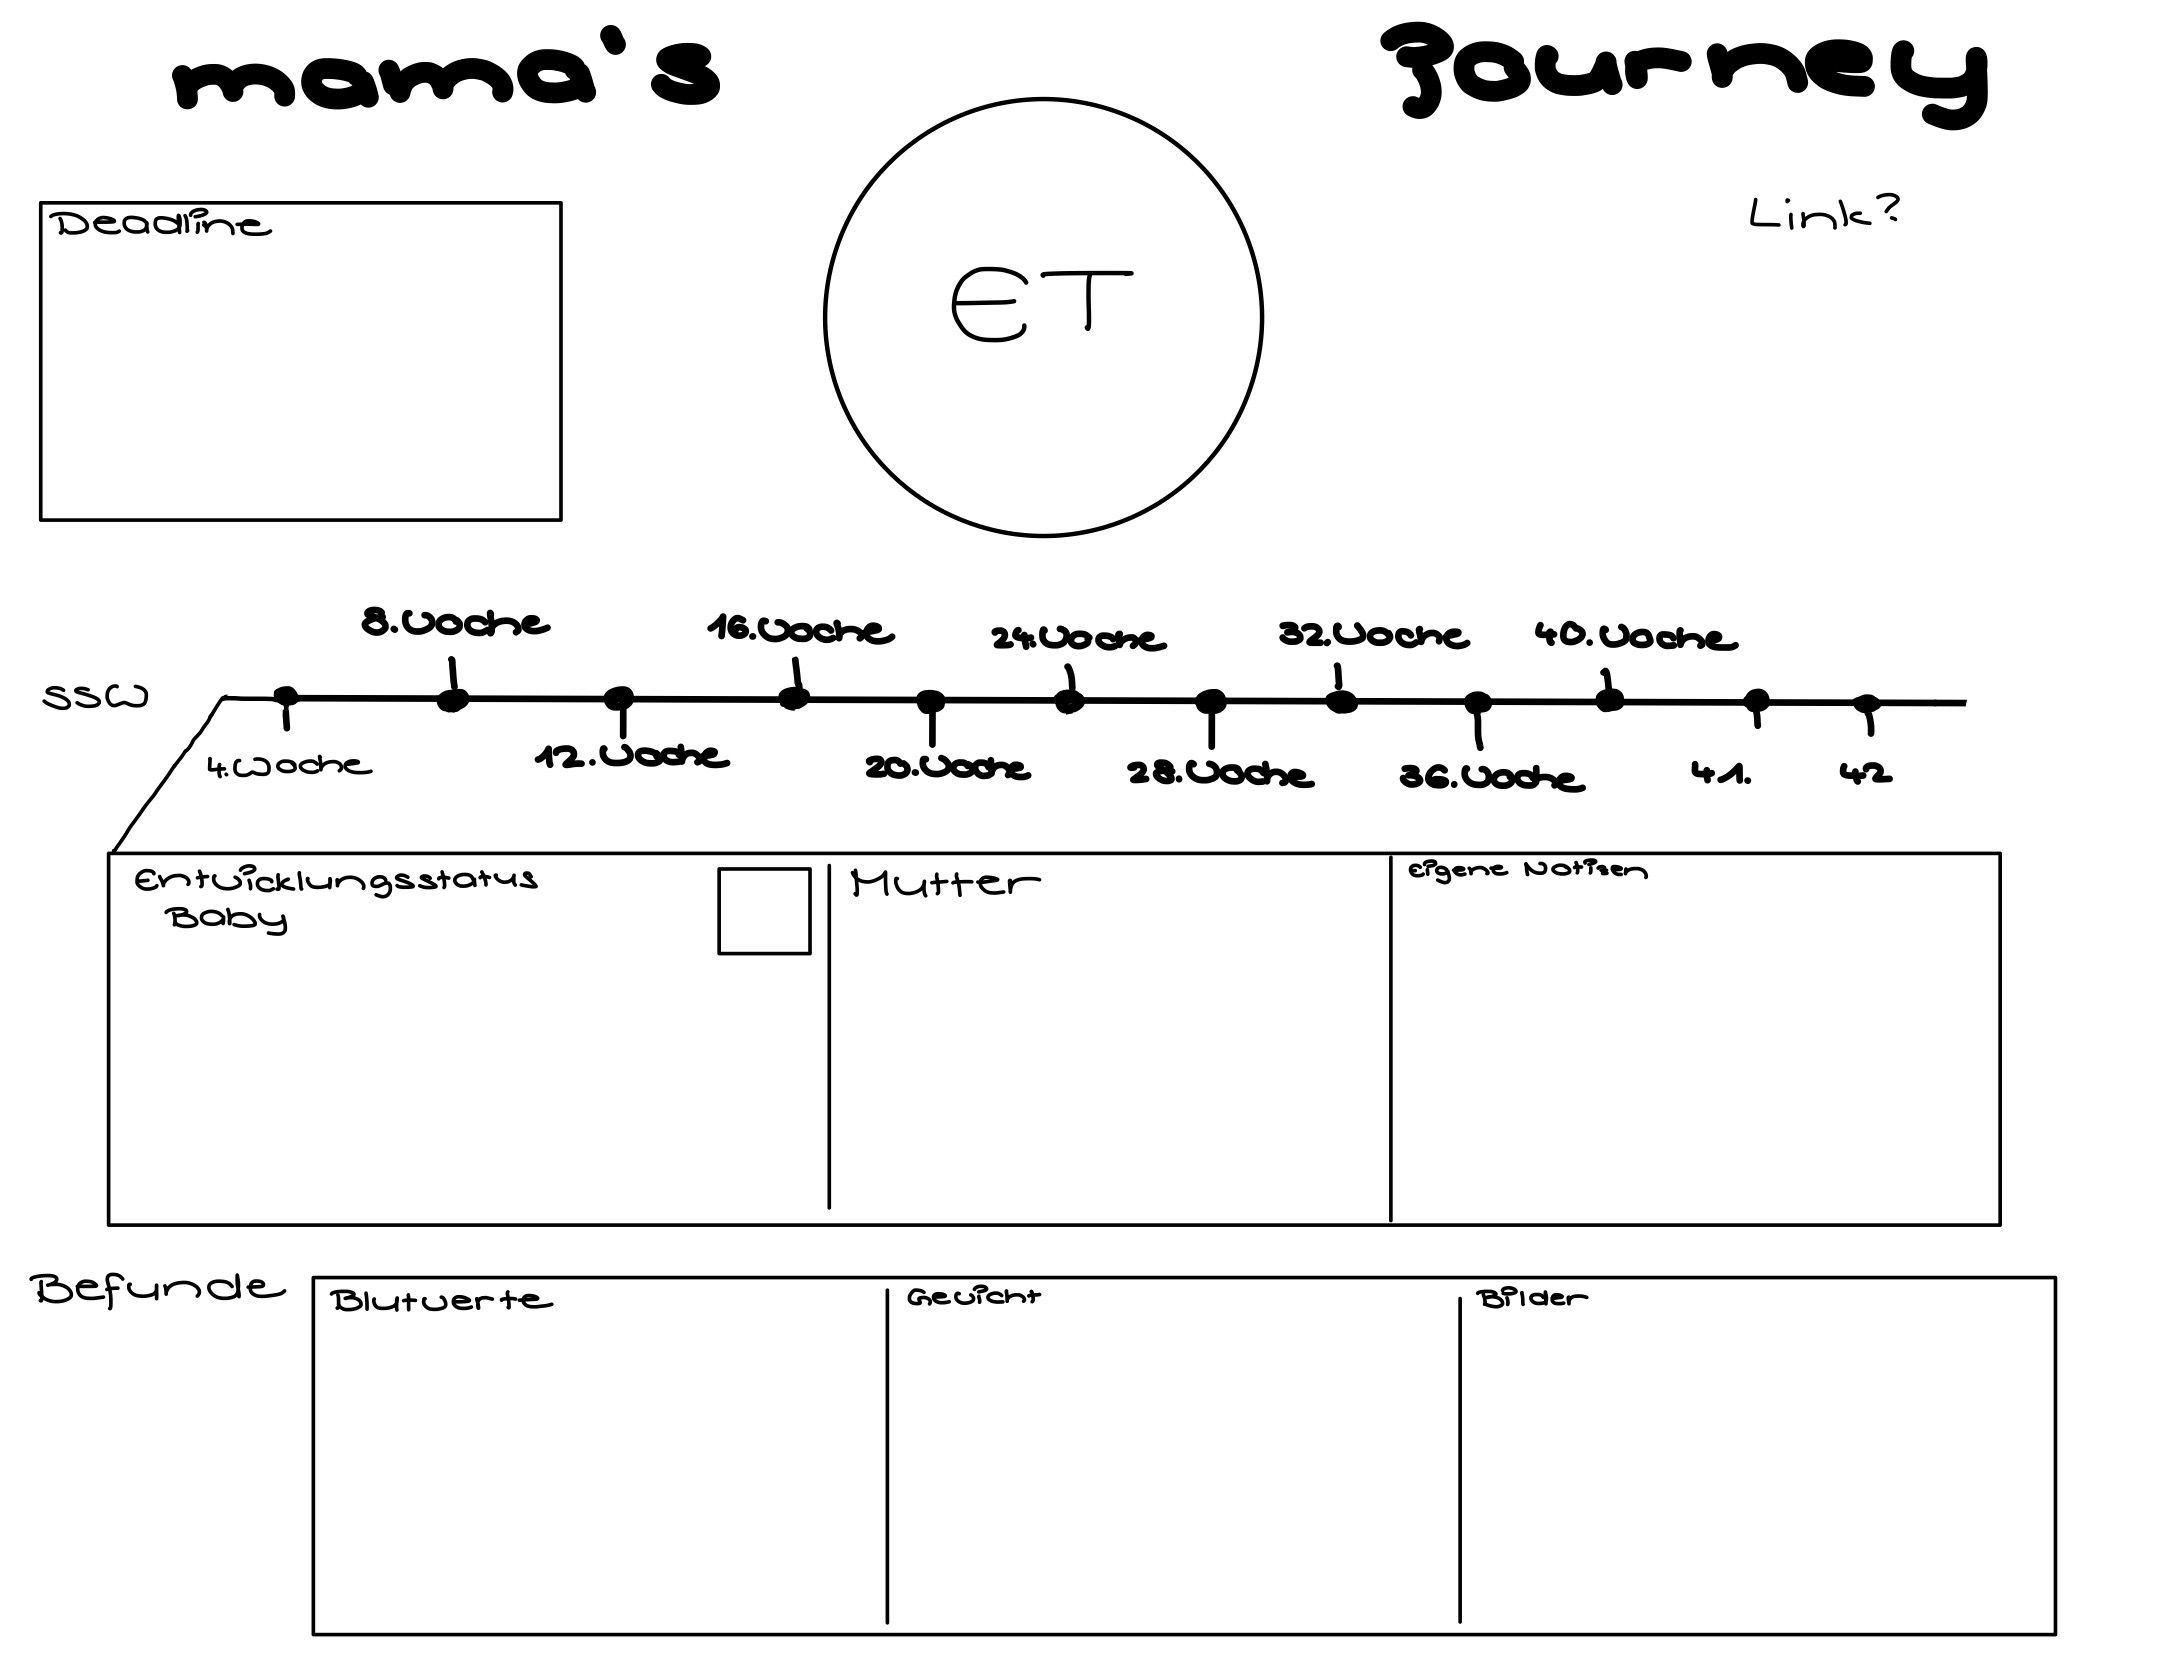 mama's Journey
Deadline
ET
Link?
8.Woche
16.Woche
24.Woche
32.Woche
40.Woche
SSW
4.Woche
12.Woche
20.Woche
28.Woche
36.Woche
41.
42
Entwicklungsstatus
Baby
Mutter
Eigene Notizen
Befunde
Blutwerte
Gewicht
Bilder